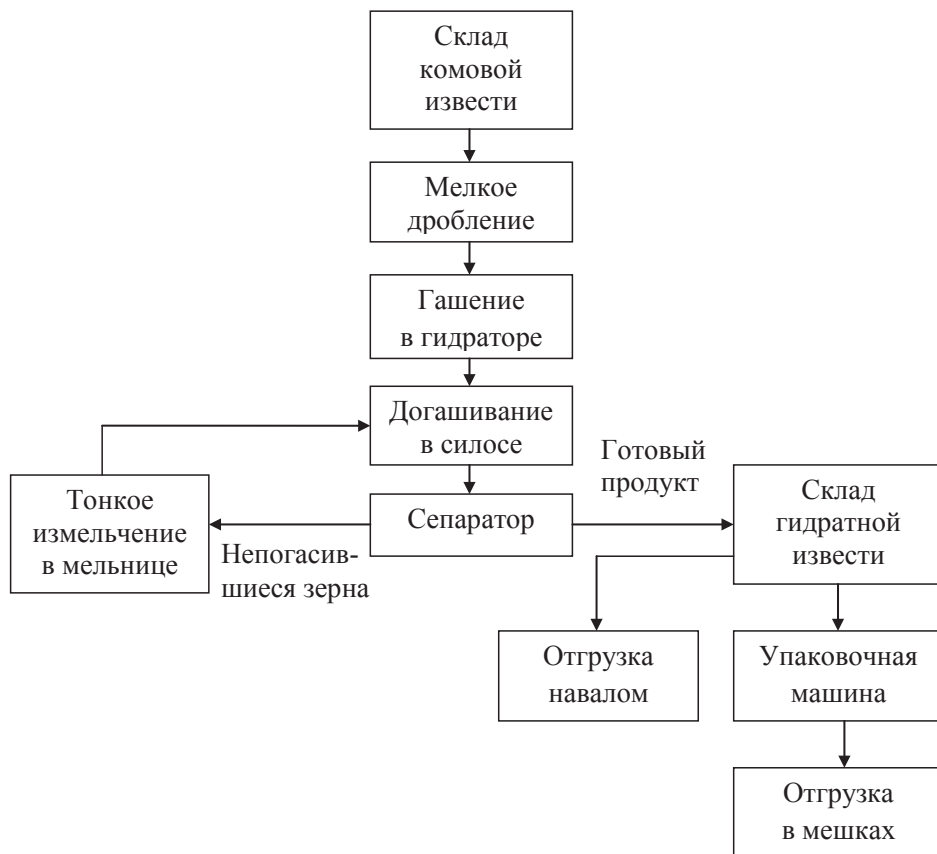 Склад
комовой
извести
Мелкое
дробление
Гашение
в гидраторе
Догашивание
в силосе
Готовый
продукт
Тонкое
измельчение
в мельнице
Сепаратор
Склад
гидратной
извести
Непогасив-
шиеся зерна
Отгрузка
навалом
Упаковочная
машина
Отгрузка
в мешках